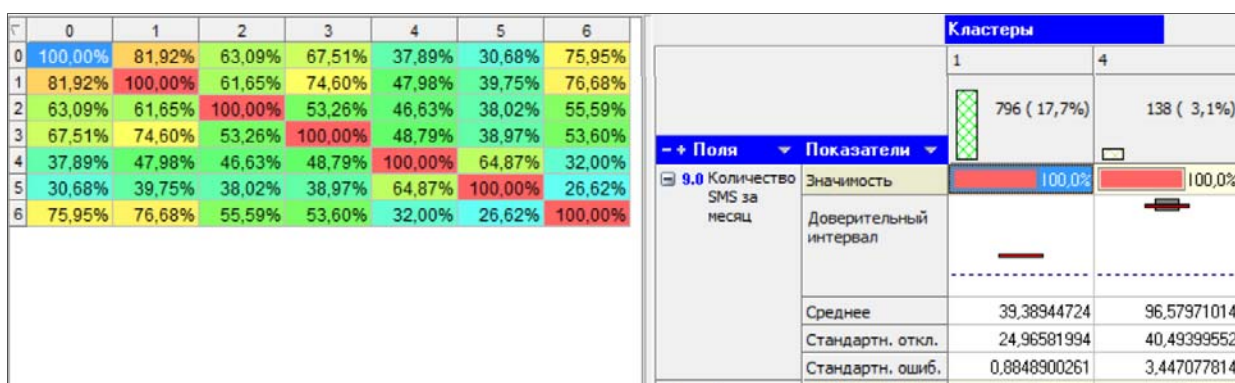 0 1 2 3 4 5 6
0 100,00% 81,92% 63,09% 67,51% 37,89% 30,68% 75,95%
1 81,92% 100,00% 61,65% 74,60% 47,98% 39,75% 76,68%
2 63,09% 61,65% 100,00% 53,26% 46,63% 38,02% 55,59%
3 67,51% 74,60% 53,26% 100,00% 48,79% 38,97% 53,60%
4 37,89% 47,98% 46,63% 48,79% 100,00% 64,87% 32,00%
5 30,68% 39,75% 38,02% 38,97% 64,87% 100,00% 26,62%
6 75,95% 76,68% 55,59% 53,60% 32,00% 26,62% 100,00%
Кластеры
1 4
796 ( 17,7%) 138 ( 3,1%)
- + Поля Показатели
9.0 Количество SMS за месяц
Значимость 100,0% 100,0%
Доверительный интервал
Среднее 39,38944724 96,57971014
Стандартн. откл. 24,96581994 40,49399552
Стандартн. ошиб. 0,8848900261 3,447077814